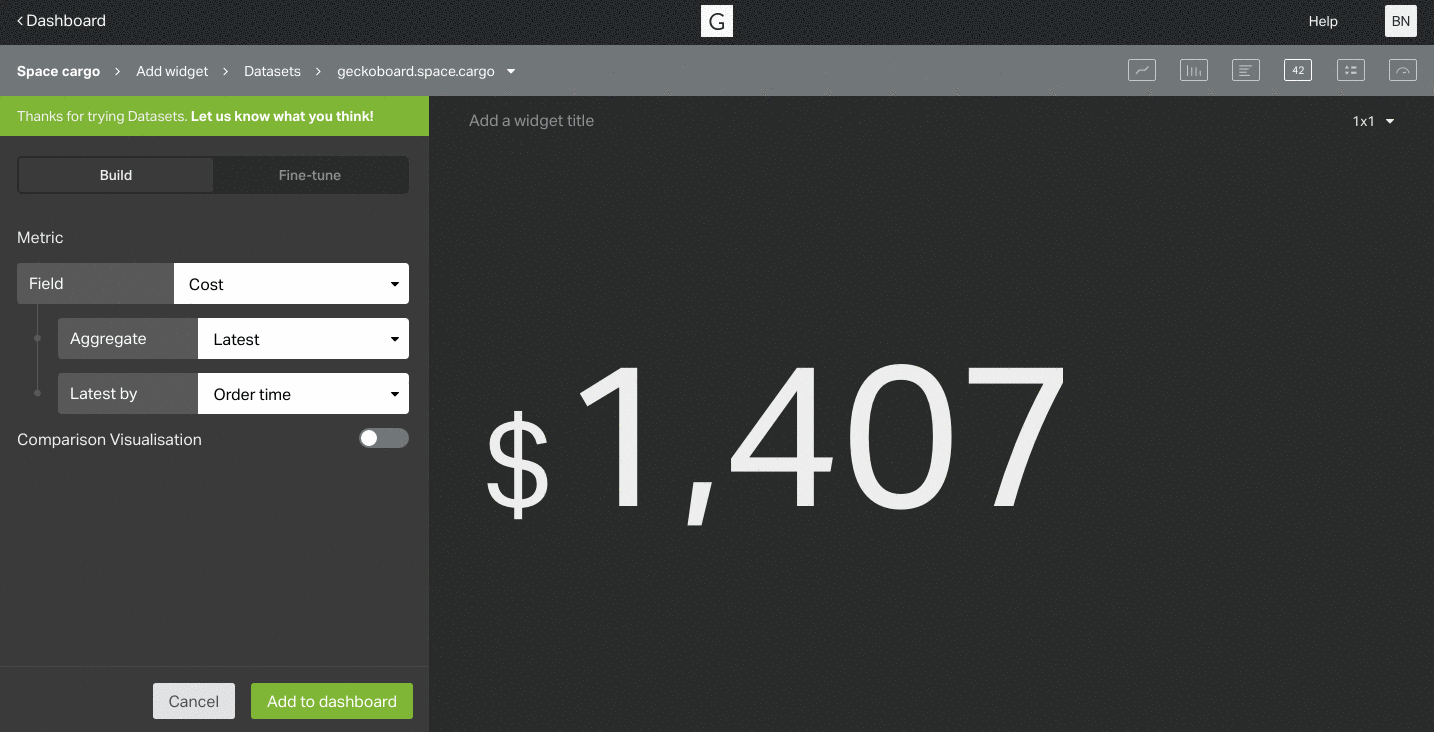 Dashboard
G
Help
BN
Space cargo > Add widget > Datasets > geckoboard.space.cargo
42
Thanks for trying Datasets. Let us know what you think!
Add a widget title
1x1
Build
Fine-tune
Metric
Field
Cost
Aggregate
Latest
Latest by
Order time
Comparison Visualisation
$1,407
Cancel
Add to dashboard